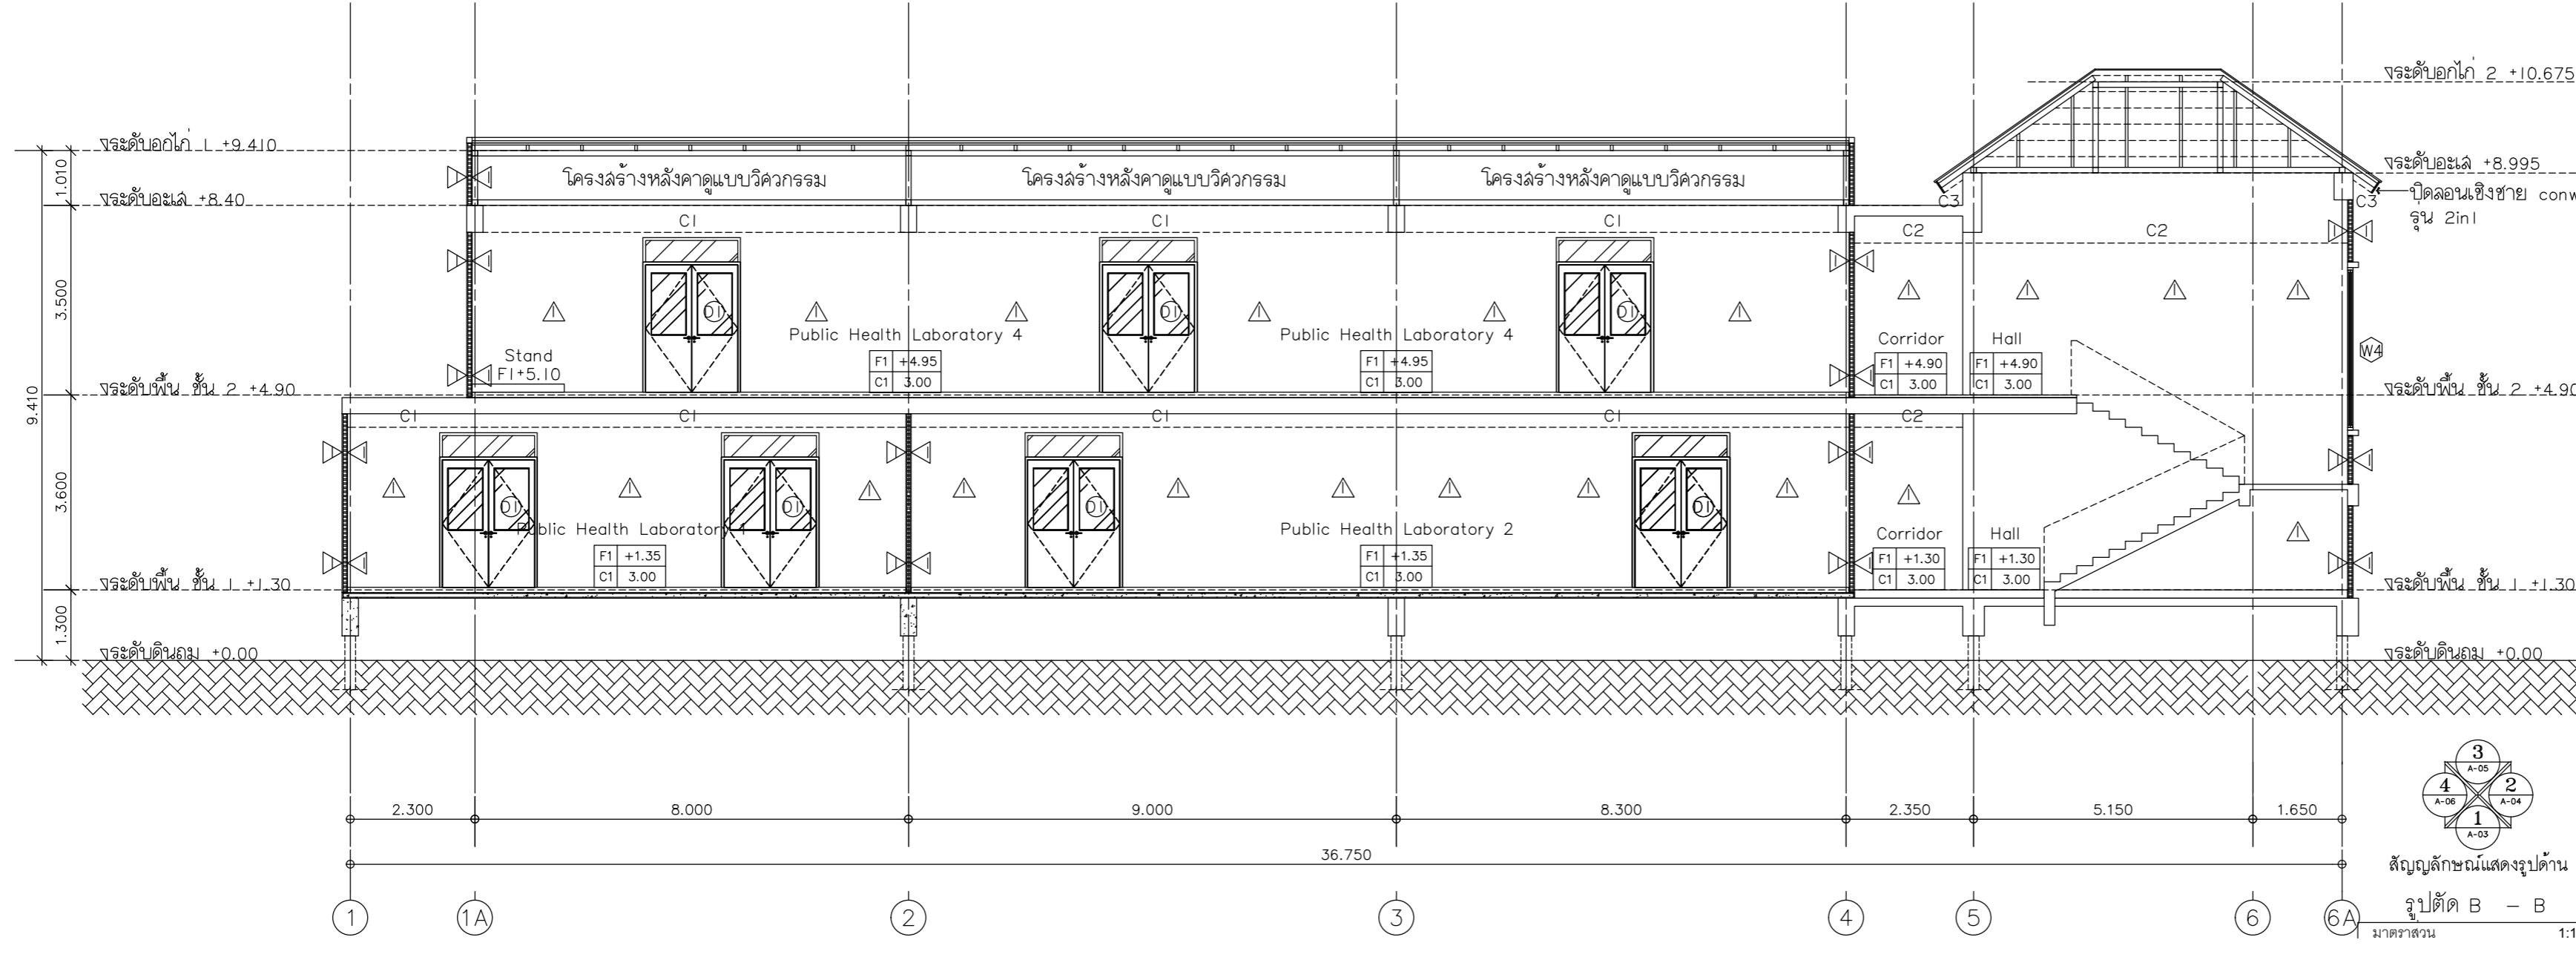 ระดับอกไก่ 2 +10.675
ระดับอกไก่ 1 +9.410
ระดับอะเส +8.995
ปิดลอนเชิงชาย
รุ่น 2in1
ระดับอะเส +8.40
โครงสร้างหลังคาดูแบบวิศวกรรม
โครงสร้างหลังคาดูแบบวิศวกรรม
โครงสร้างหลังคาดูแบบวิศวกรรม
1.010
3.500
9.410
3.600
1.300
C1 C1 C1 C2 C3 C2 C3
D1 D1 D1
Public Health Laboratory 4
F1 +4.95
C1 3.00
Public Health Laboratory 4
F1 +4.95
C1 3.00
Stand
F1+5.10
Corridor
F1 +4.90
C1 3.00
Hall
F1 +4.90
C1 3.00
W4
ระดับพื้น ชั้น 2 +4.90
ระดับพื้น ชั้น 2 +4.90
C1 C1 C1 C1 C2
D1 D1 D1 D1
Public Health Laboratory 1
F1 +1.35
C1 3.00
Public Health Laboratory 2
F1 +1.35
C1 3.00
Corridor
F1 +1.30
C1 3.00
Hall
F1 +1.30
C1 3.00
ระดับพื้น ชั้น 1 +1.30
ระดับพื้น ชั้น 1 +1.30
ระดับดินถม +0.00
ระดับดินถม +0.00
2.300 8.000 9.000 8.300 2.350 5.150 1.650
36.750
1 1A 2 3 4 5 6 6A
3
A-05
4
A-06
2
A-04
1
A-03
สัญญลักษณ์แสดงรูปด้าน
รูปตัด B - B
มาตราส่วน